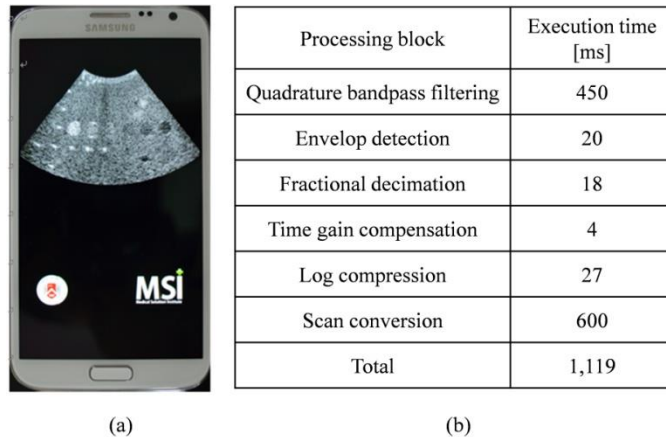 SAMSUNG
MSI
Medical Solutions Institute
(a)
Processing block Execution time
[ms]
Quadrature bandpass filtering 450
Envelop detection 20
Fractional decimation 18
Time gain compensation 4
Log compression 27
Scan conversion 600
Total 1,119
(b)